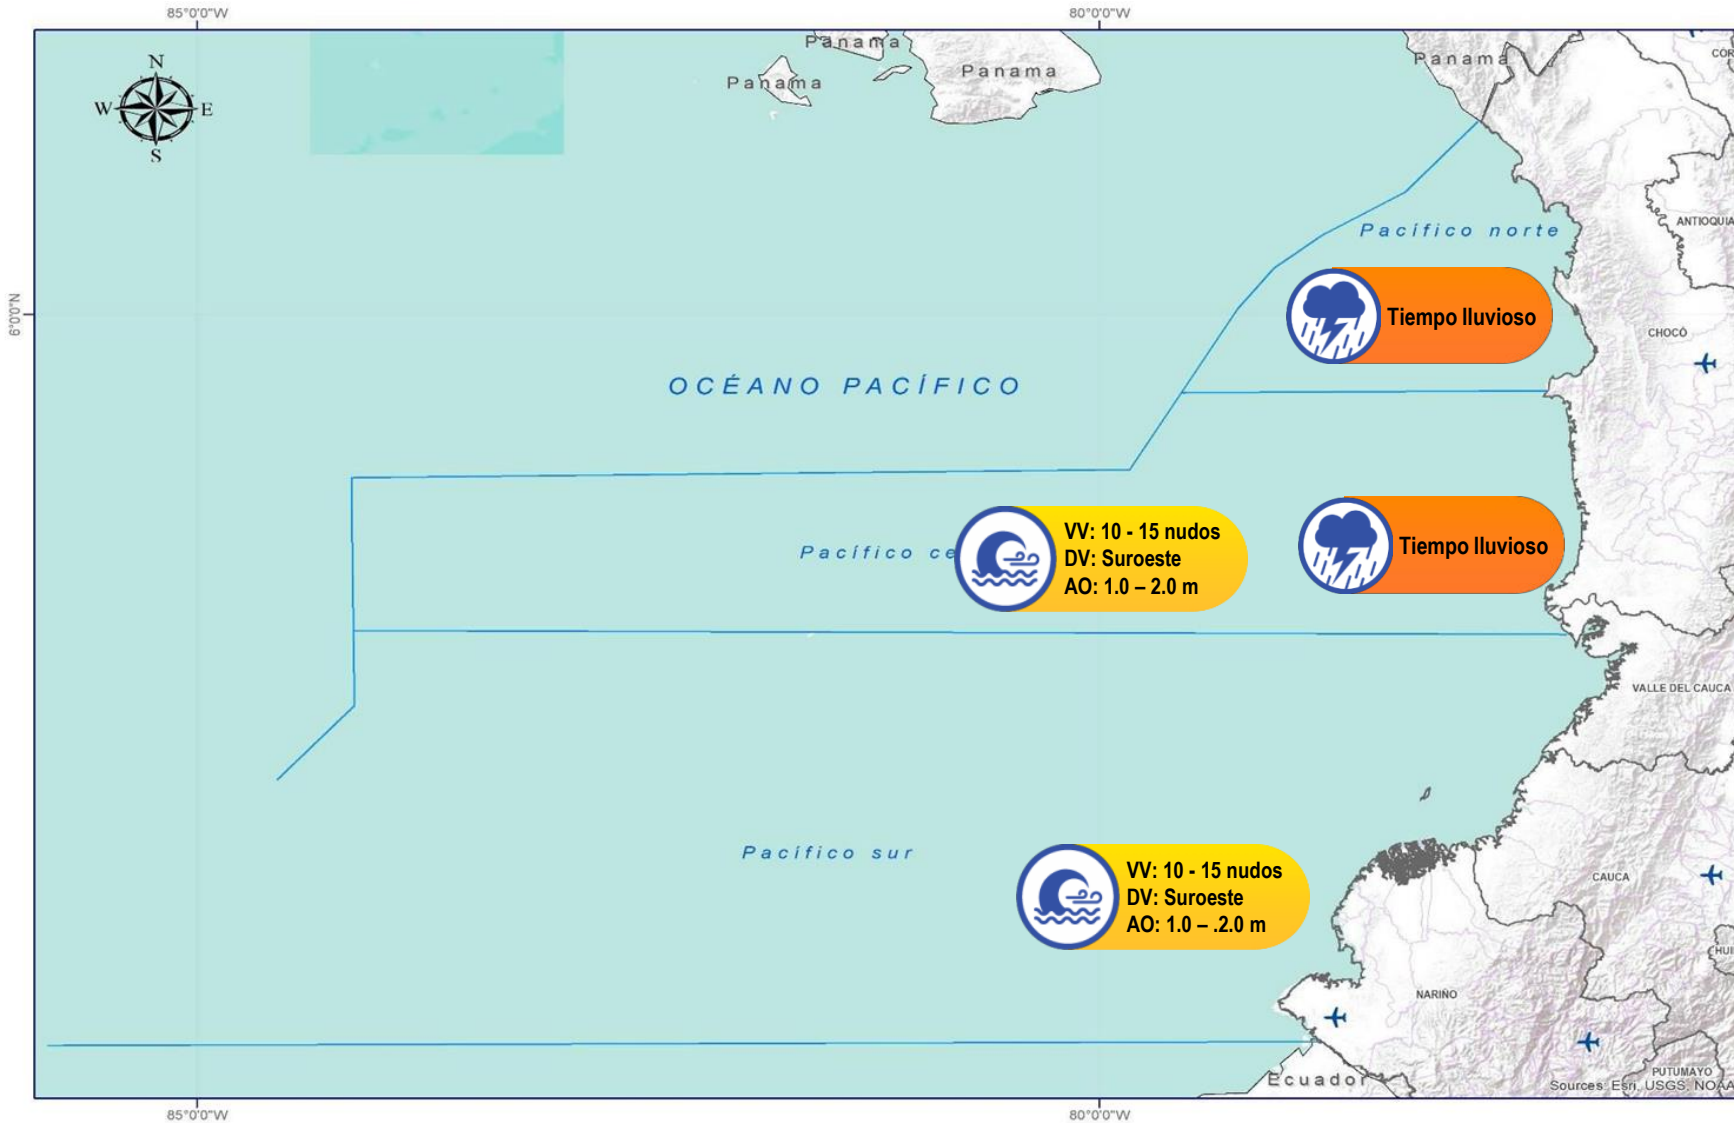 85°0'0"W
80°0'0"W
N
W
E
S
Panama
Panama
Panama
Panama
Pacífico norte
6°0'0"N
ANTIOQUIA
Tiempo lluvioso
CHOCÓ
OCÉANO PACÍFICO
VV: 10 - 15 nudos
DV: Suroeste
AO: 1.0 – 2.0 m
Tiempo lluvioso
Pacífico ce
VALLE DEL CAUCA
Pacífico sur
VV: 10 - 15 nudos
DV: Suroeste
AO: 1.0 – .2.0 m
CAUCA
HUI
NARIÑO
PUTUMAYO
Ecuador
Sources: Esri, USGS, NOAA
85°0'0"W
80°0'0"W